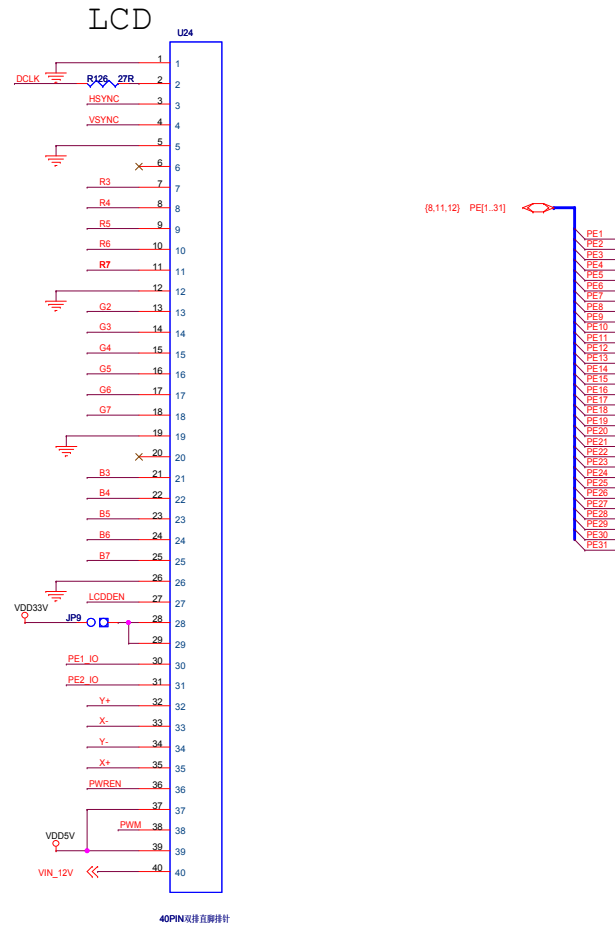 LCD
U24
1 1
DCLK R126 27R 2 2
HSYNC 3 3
VSYNC 4 4
5 5
6 6
R3 7 7
R4 8 8
R5 9 9
R6 10 10
R7 11 11
12 12
G2 13 13
G3 14 14
G4 15 15
G5 16 16
G6 17 17
G7 18 18
19 19
20 20
B3 21 21
B4 22 22
B5 23 23
B6 24 24
B7 25 25
26 26
LCDDEN 27 27
VDD33V JP9 28 28
29 29
PE1_IO 30 30
PE2_IO 31 31
Y+ 32 32
X- 33 33
Y- 34 34
X+ 35 35
PWREN 36 36
37 37
PWM 38 38
VDD5V 39 39
VIN_12V 40 40
40PIN双排直脚排针
{8,11,12} PE[1..31]
PE1
PE2
PE3
PE4
PE5
PE6
PE7
PE8
PE9
PE10
PE11
PE12
PE13
PE14
PE15
PE16
PE17
PE18
PE19
PE20
PE21
PE22
PE23
PE24
PE25
PE26
PE27
PE28
PE29
PE30
PE31